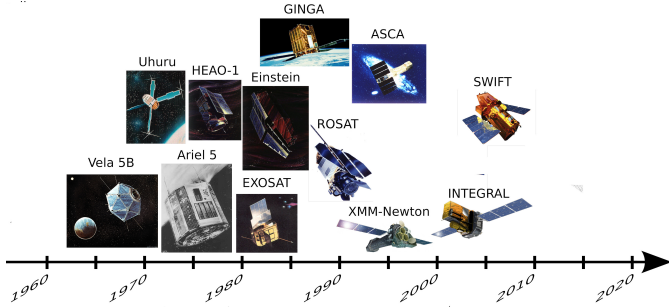 GINGA
ASCA
Uhuru
HEAO-1
Einstein
SWIFT
ROSAT
Vela 5B
Ariel 5
EXOSAT
XMM-Newton
INTEGRAL
1960
1970
1980
1990
2000
2010
2020